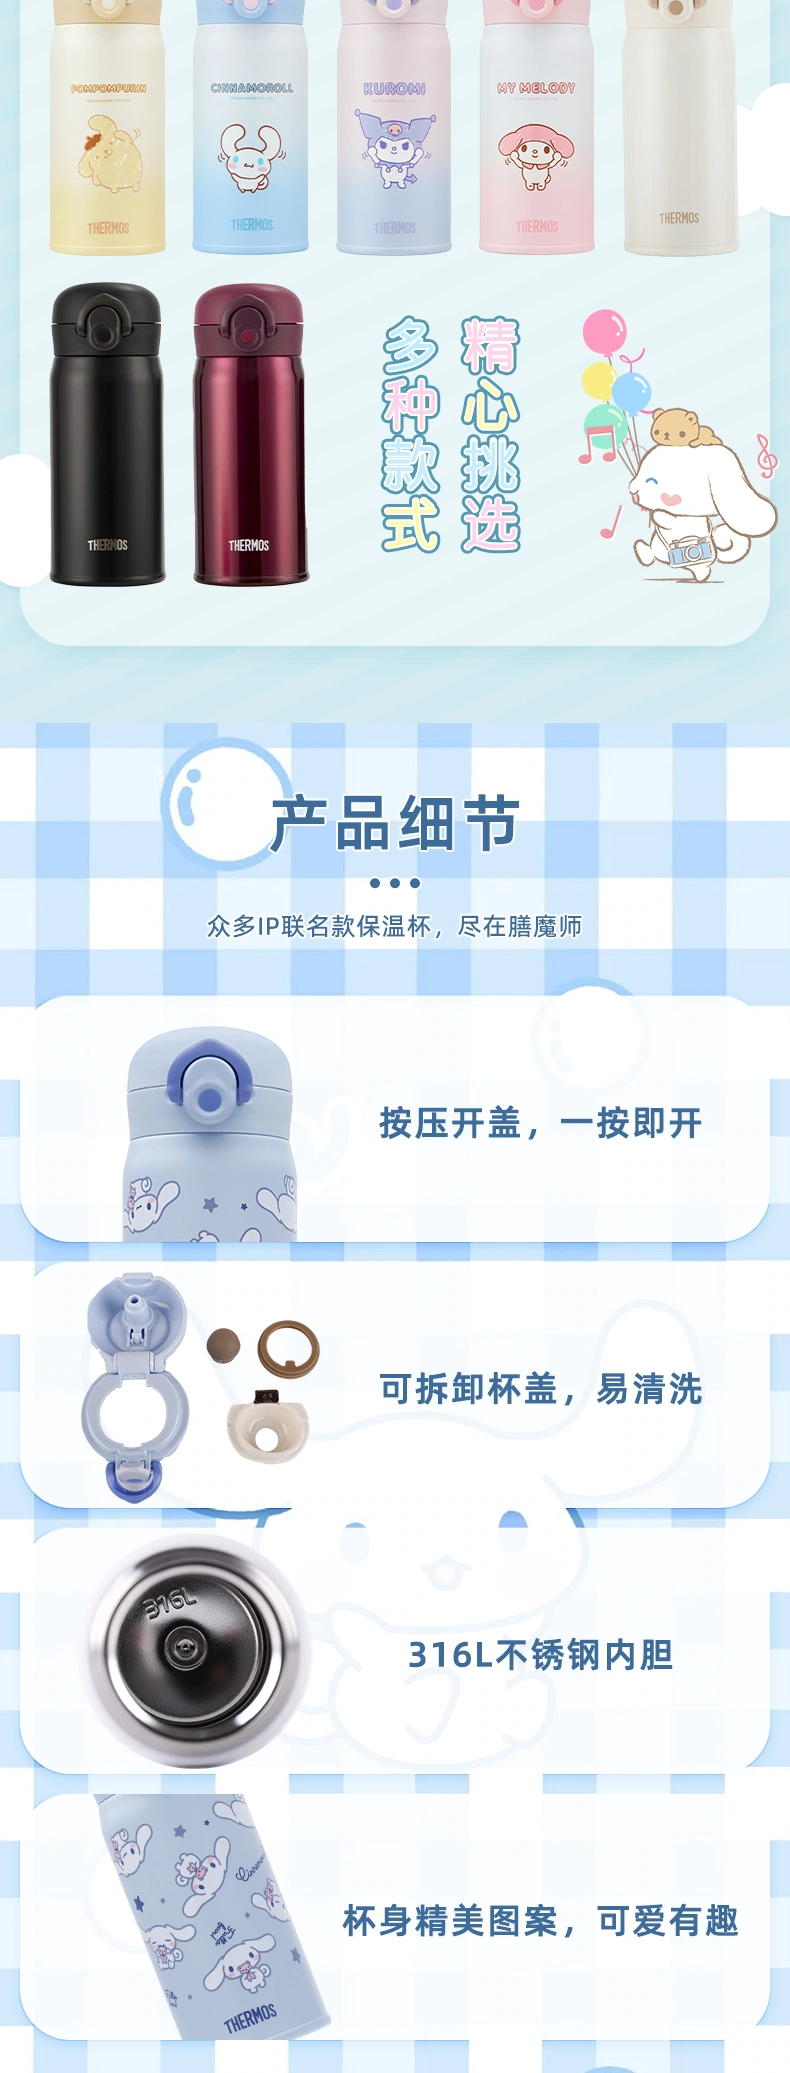 POMPOMPURIN
CINNAMOROLL
KUROMI
MY MELODY
THERMOS
THERMOS
THERMOS
THERMOS
THERMOS
精心挑选
多种款式
THERMOS
THERMOS
产品细节
众多IP联名款保温杯，尽在膳魔师
按压开盖，一按即开
可拆卸杯盖，易清洗
316L
316L不锈钢内胆
Cinnamoroll
杯身精美图案，可爱有趣
THERMOS